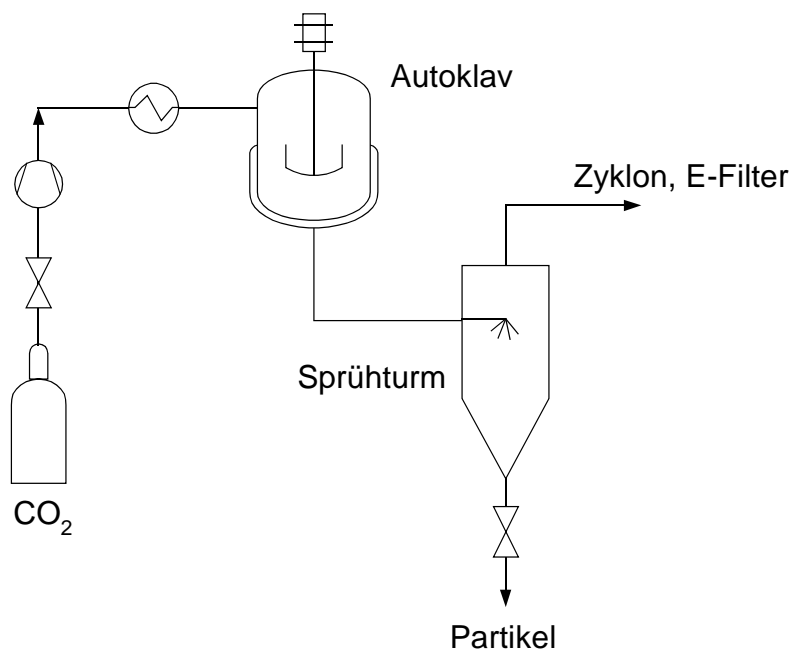 Autoklav
Zyklon, E-Filter
Sprühturm
CO₂
Partikel